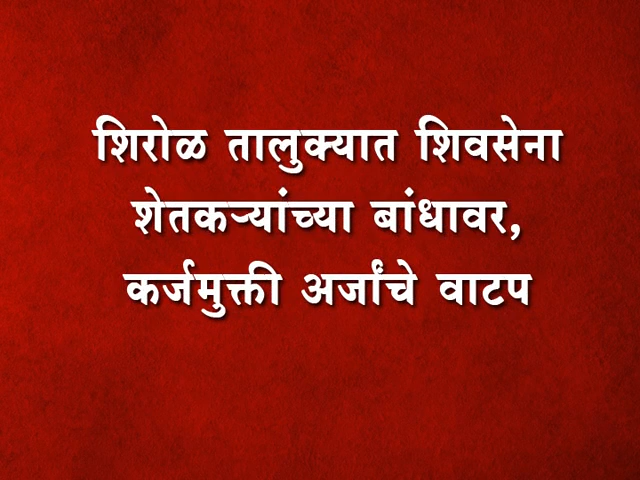 शिरोळ तालुक्यात शिवसेना
शेतकऱ्यांच्या बांधावर,
कर्जमुक्ती अर्जांचे वाटप